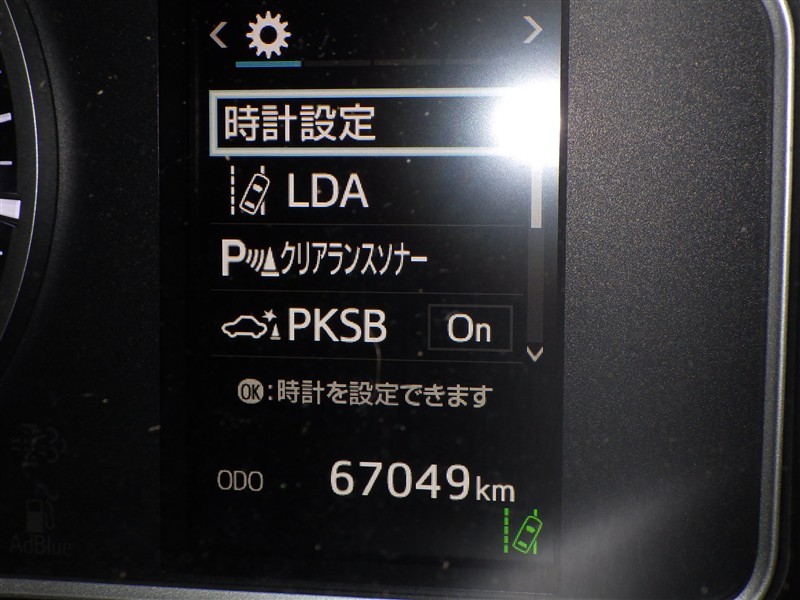 時計設定
LDA
Pクリアランスソナー
PKSB On
OK:時計を設定できます
ODO 67049km
AdBlue